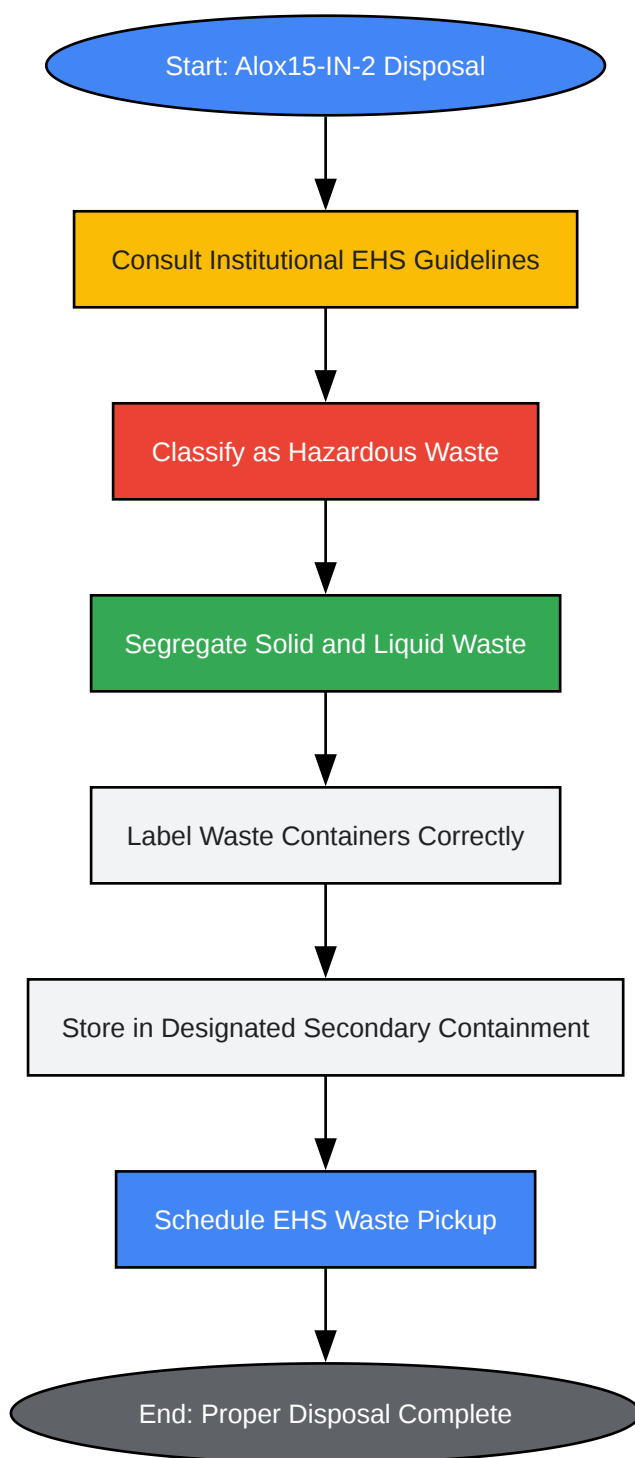 Start: Alox15-IN-2 Disposal
Consult Institutional EHS Guidelines
Classify as Hazardous Waste
Segregate Solid and Liquid Waste
Label Waste Containers Correctly
Store in Designated Secondary Containment
Schedule EHS Waste Pickup
End: Proper Disposal Complete